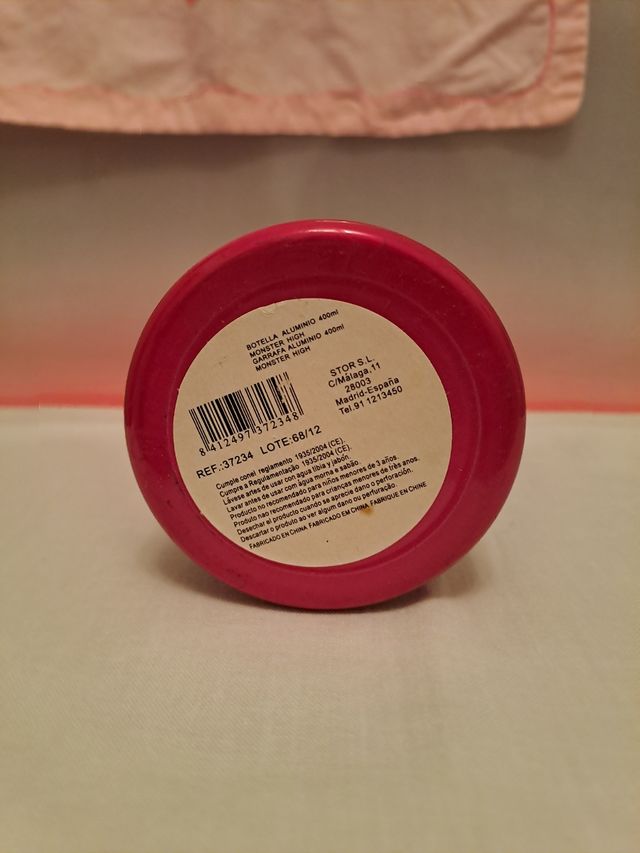 BOTELLA ALUMINIO 400ml
MONSTER HIGH
GARRAFA ALUMINIO 400ml
MONSTER HIGH
STOR S.L.
C/Málaga,11
28003
Madrid-España
Tel.91 1213450
8 412497 372348
REF.:37234 LOTE:68/12
Cumple conel reglamento 1935/2004 (CE).
Cumpre a Regulamentação 1935/2004 (CE).
Lávese antes de usar con agua tibia y jabón.
Lavar antes de usar com água morna e sabão.
Producto no recomendado para niños menores de 3 años.
Produto nao recomendado para crianças menores de três anos.
Desechar el producto cuando se aprecie dano o perforación.
Descartar o produto ao ver algum dano ou perfuração.
FABRICADO EN CHINA FABRICADO EM CHINA FABRIQUE EN CHINE